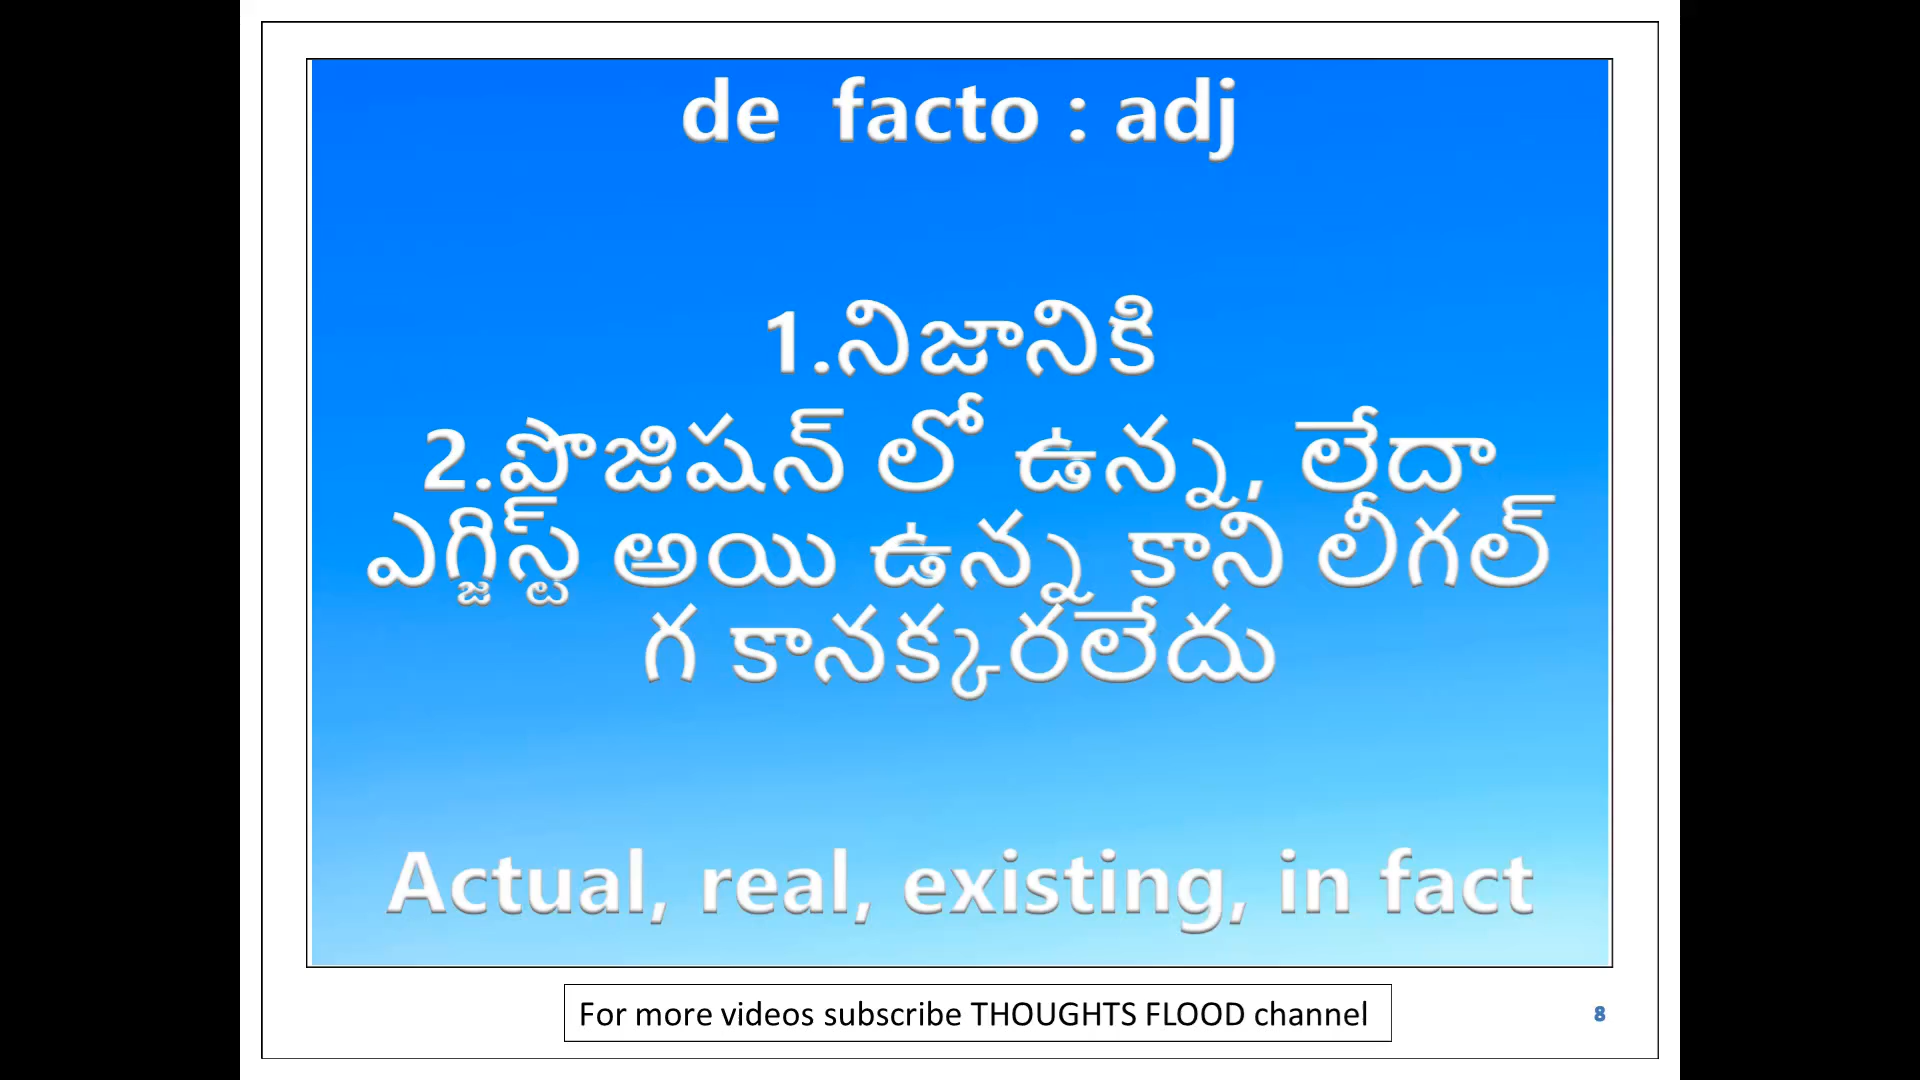 de  facto : adj
1.నిజానికి
2.పొజిషన్ లో ఉన్న, లేదా
ఎగ్జిస్ట్ అయి ఉన్న కాని లీగల్
గ కానక్కరలేదు
Actual, real, existing, in fact
For more videos subscribe THOUGHTS FLOOD channel
8